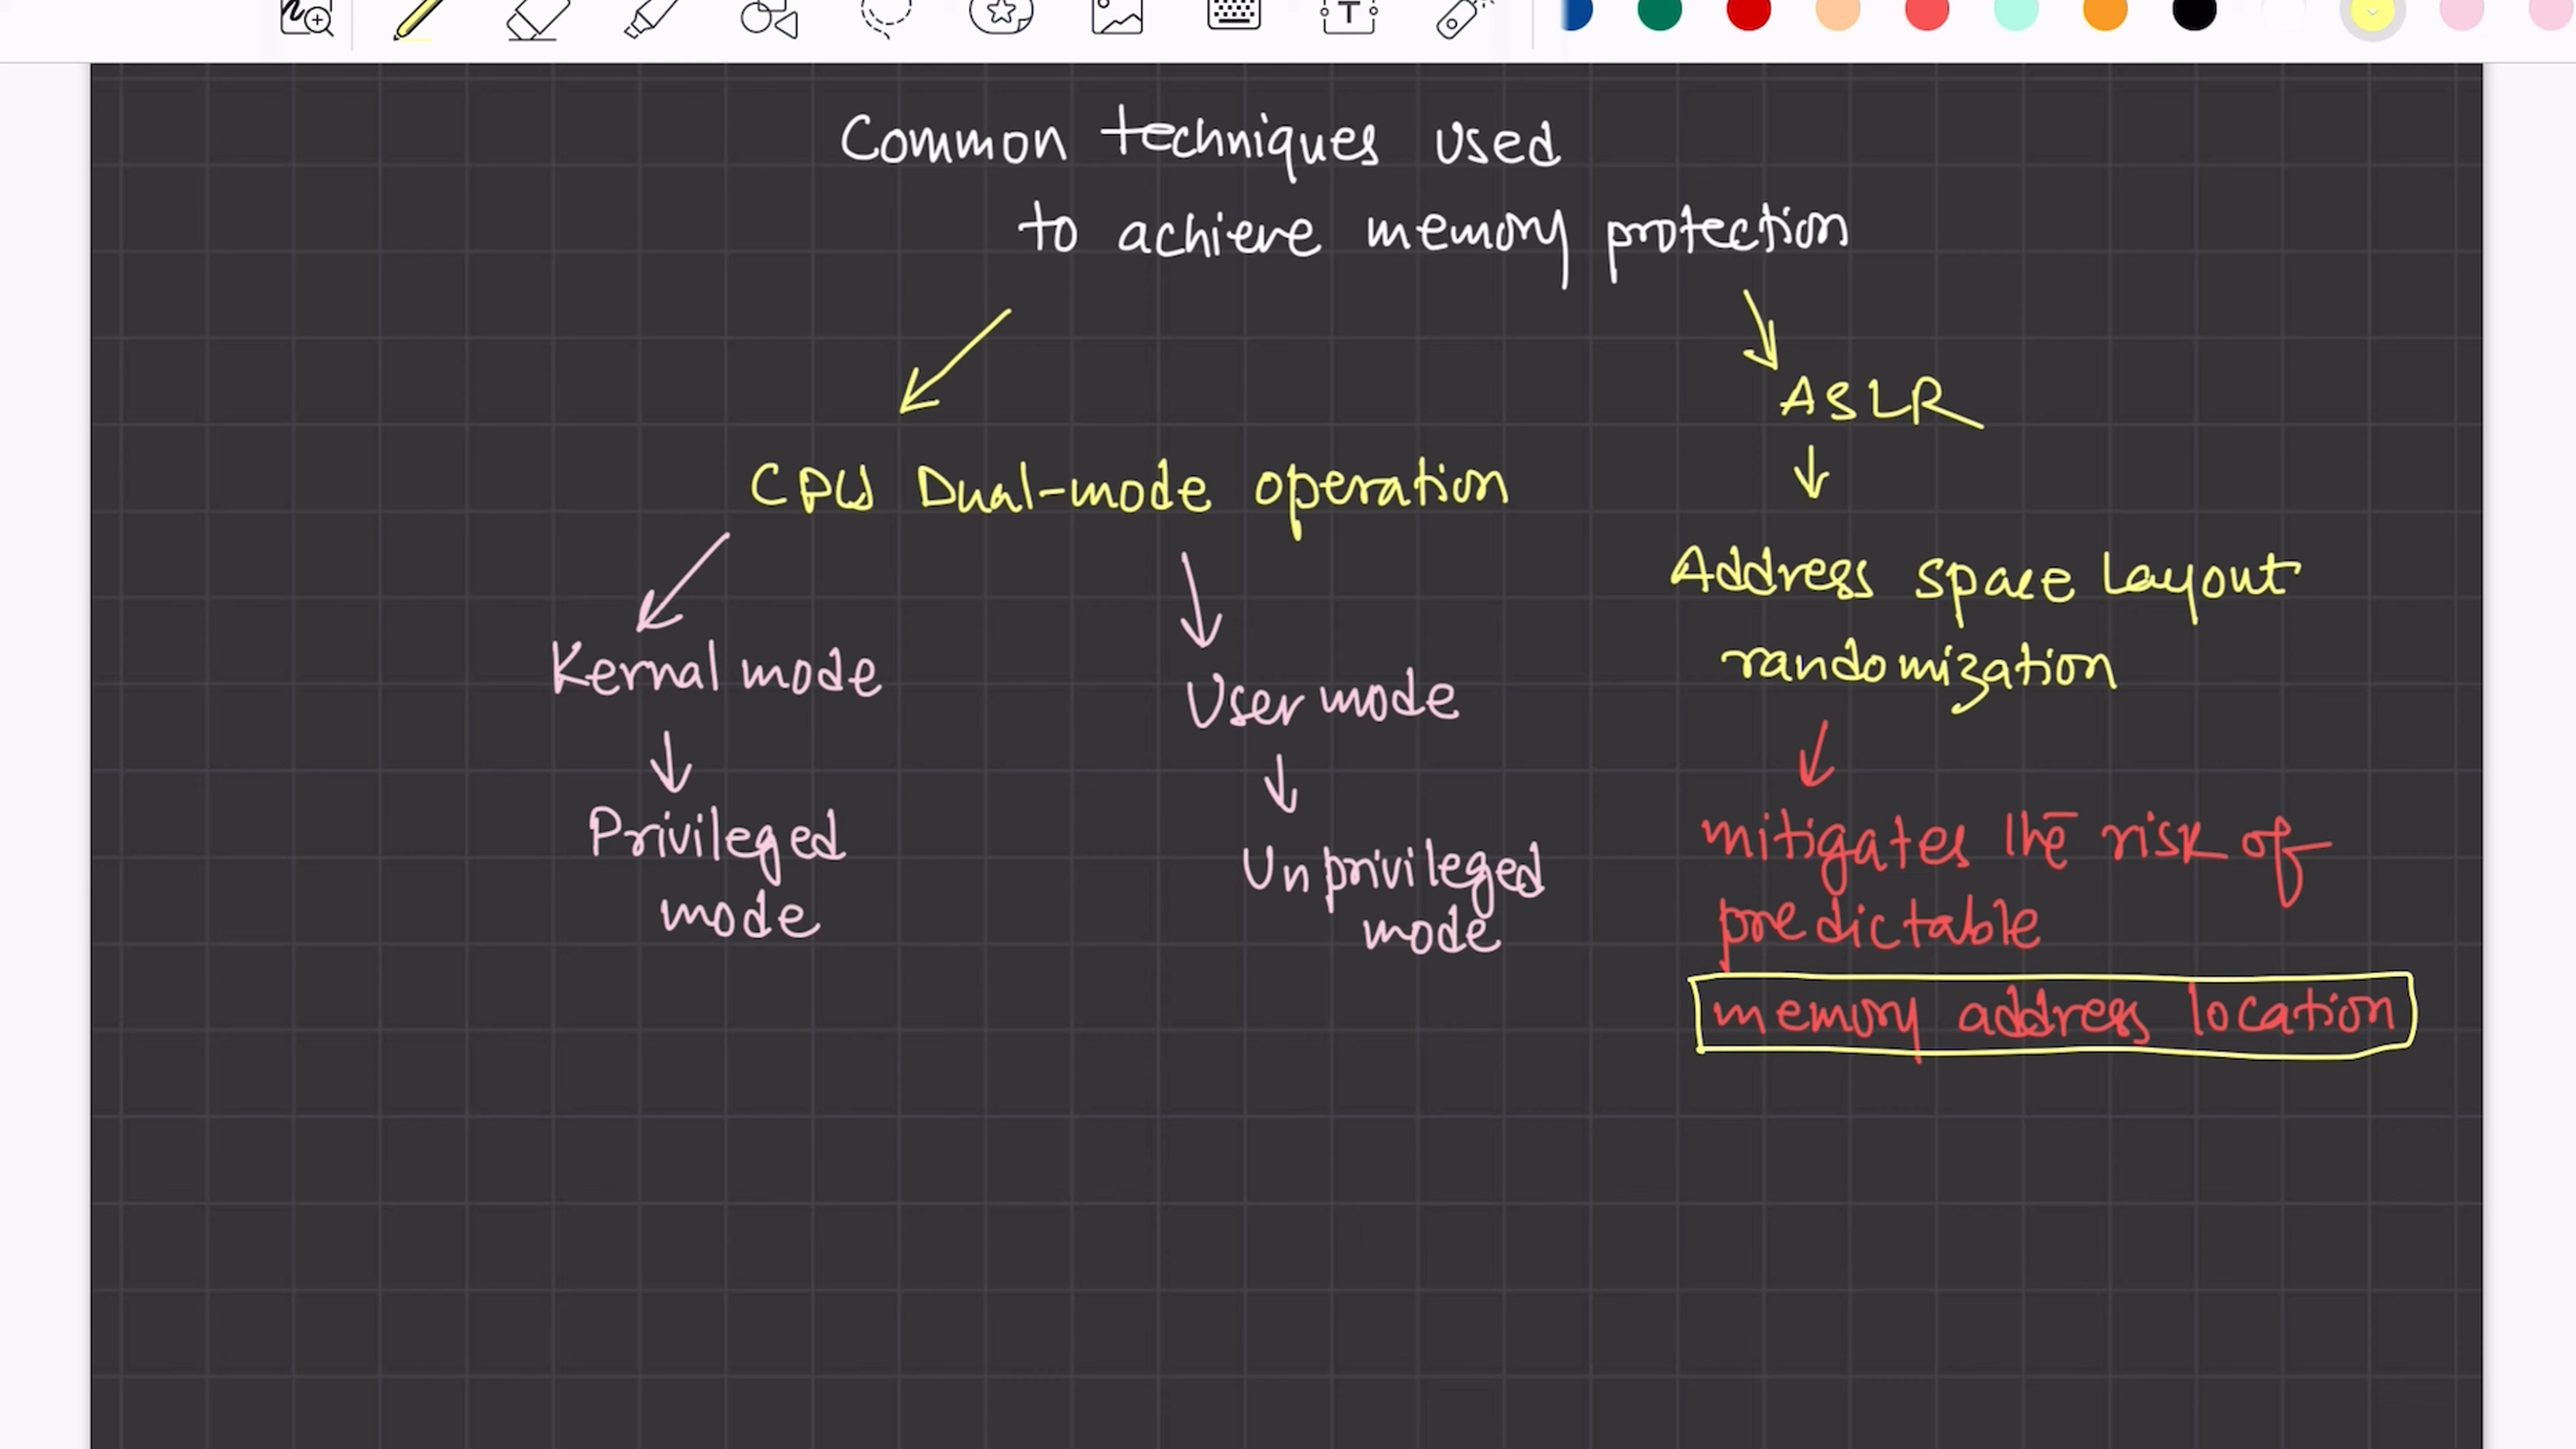 Common techniques used
to achieve memory protection
ASLR
CPU Dual-mode operation
Address space layout
randomization
Kernal mode
User mode
Privileged
mode
Unprivileged
mode
mitigates the risk of
predictable
memory address location